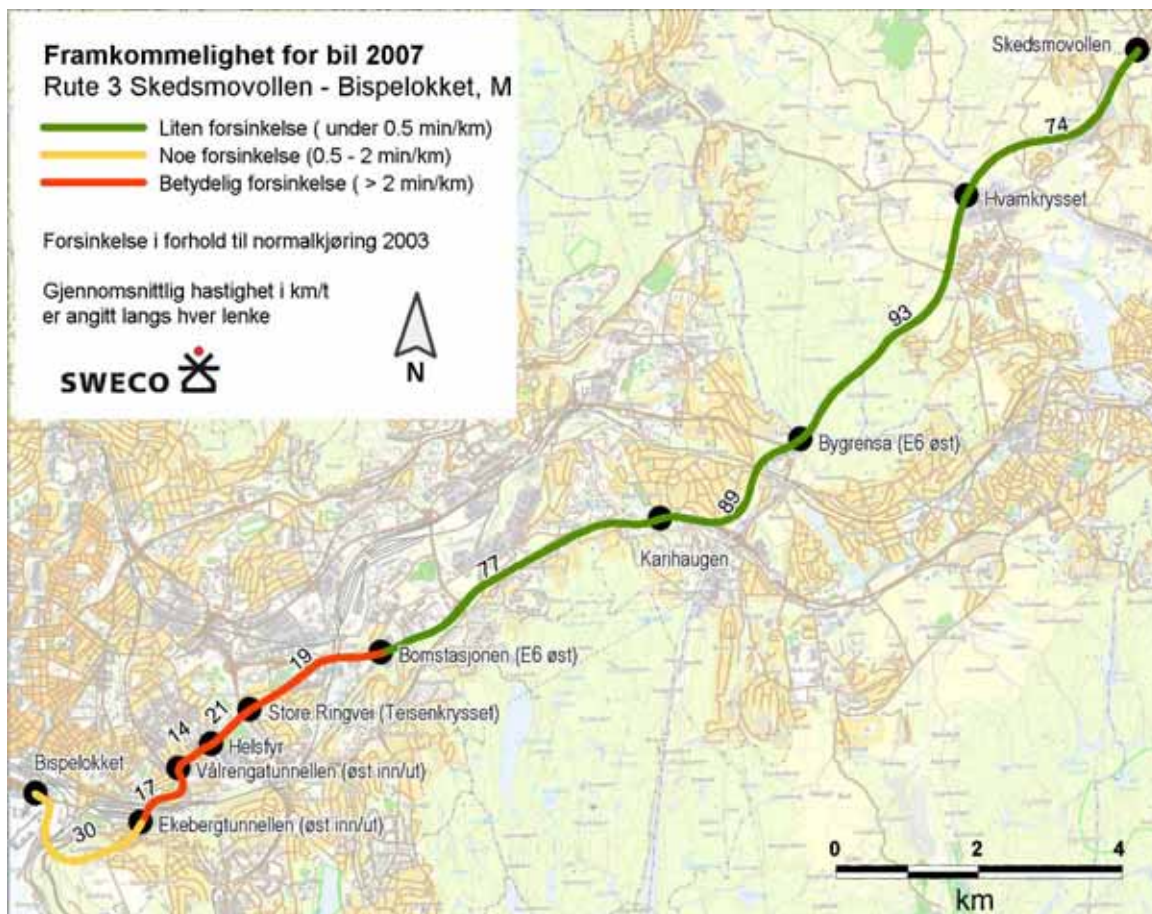 Framkommelighet for bil 2007
Rute 3 Skedsmovollen - Bispelokket, M
Liten forsinkelse ( under 0.5 min/km)
Noe forsinkelse (0.5 - 2 min/km)
Betydelig forsinkelse ( > 2 min/km)
Forsinkelse i forhold til normalkjøring 2003
Gjennomsnittlig hastighet i km/t
er angitt langs hver lenke
SWECO
N
Skedsmovollen
74
Hvamkrysset
93
Bygrensa (E6 øst)
89
Karihaugen
77
Bomstasjonen (E6 øst)
19
Store Ringvei (Teisenkrysset)
21
Helsfyr
14
Vålrengatunnellen (øst inn/ut)
Bispelokket
17
Ekebergtunnellen (øst inn/ut)
30
0 2 4
km